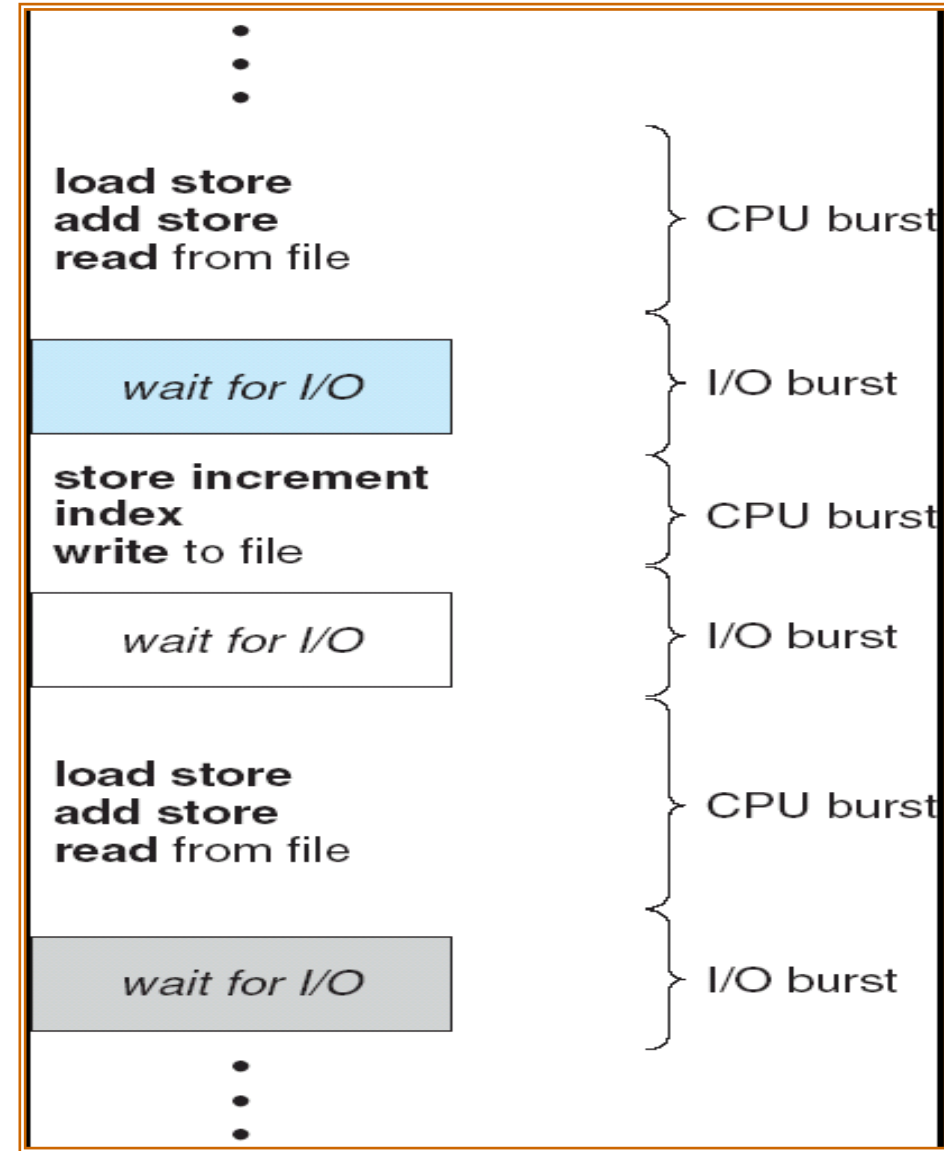 load store
add store
read from file
CPU burst
wait for I/O
I/O burst
store increment
index
write to file
CPU burst
wait for I/O
I/O burst
load store
add store
read from file
CPU burst
wait for I/O
I/O burst